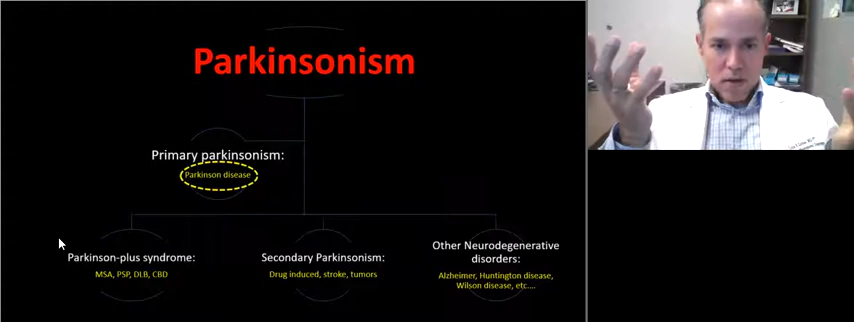 Parkinsonism
Primary parkinsonism:
Parkinson disease
Parkinson-plus syndrome:
MSA, PSP, DLB, CBD
Secondary Parkinsonism:
Drug induced, stroke, tumors
Other Neurodegenerative
disorders:
Alzheimer, Huntington disease,
Wilson disease, etc....